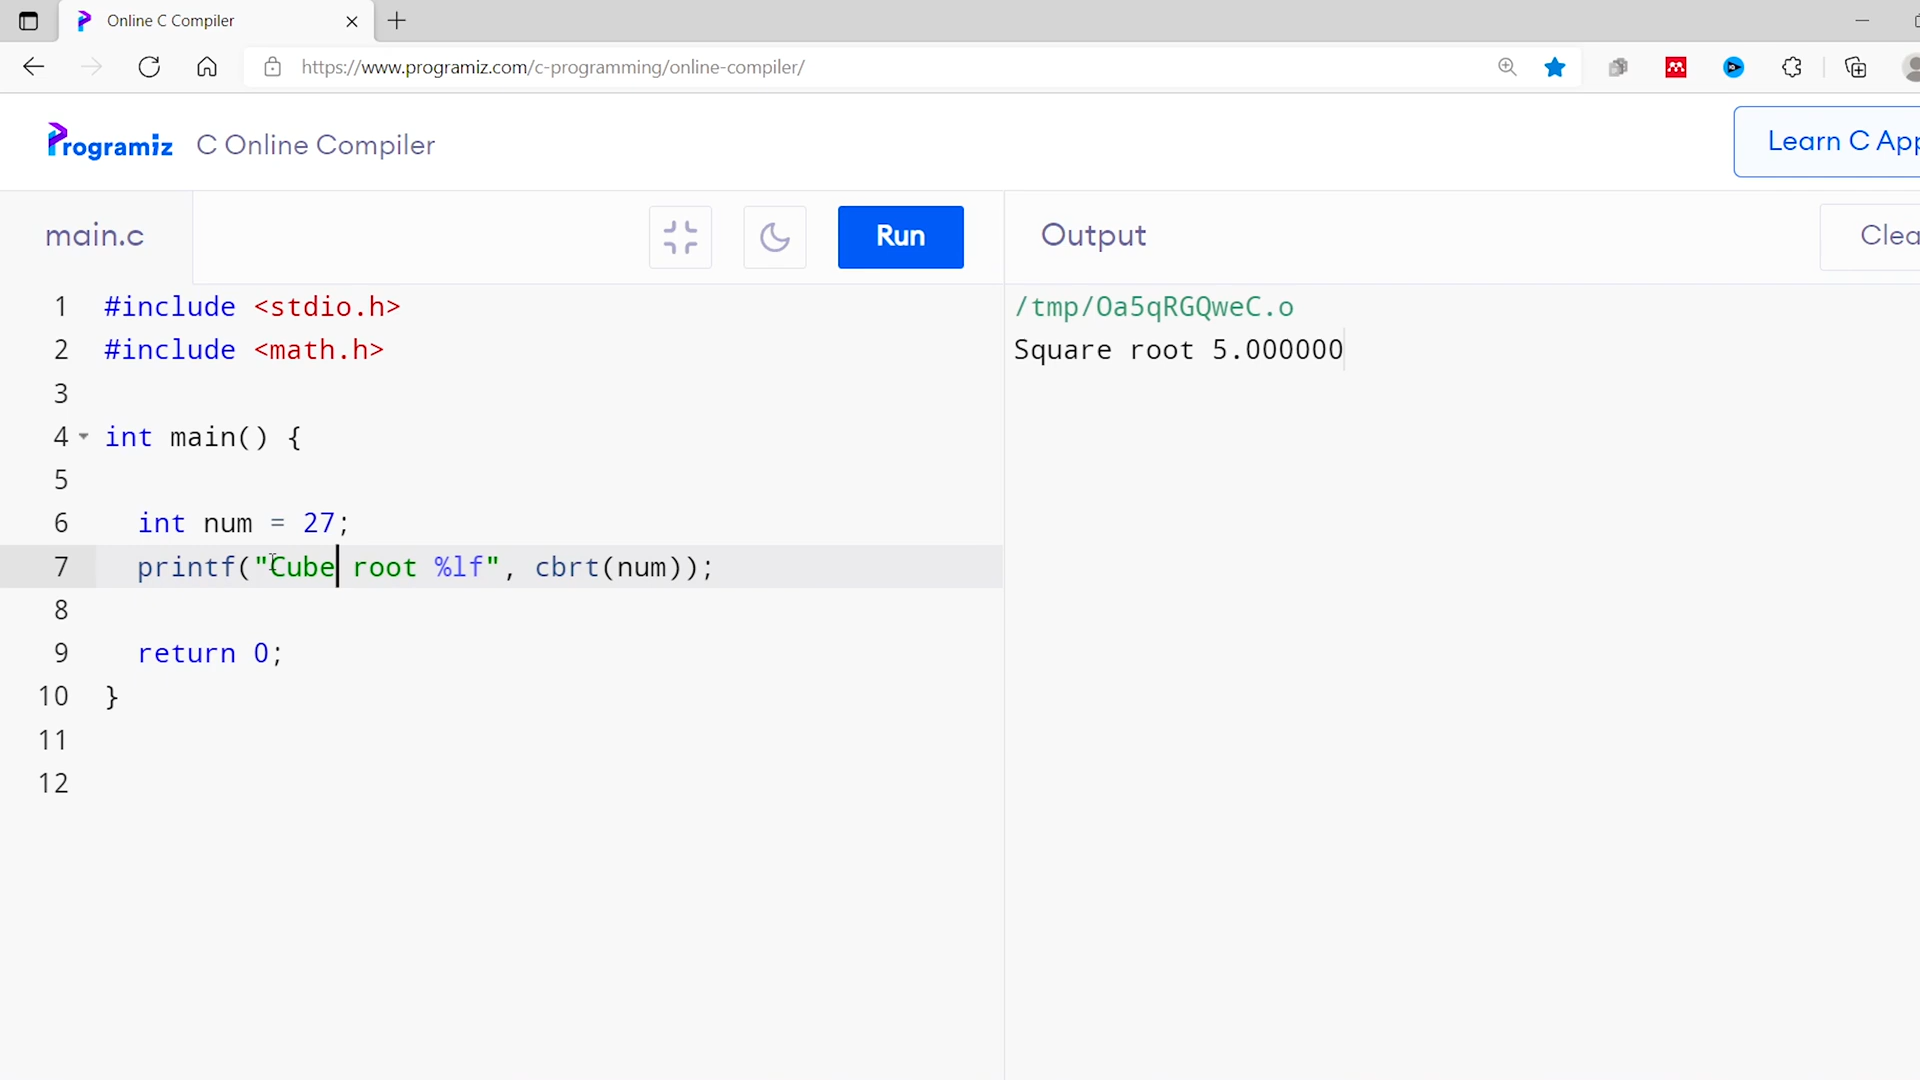 Online C Compiler
https://www.programiz.com/c-programming/online-compiler/
Programiz C Online Compiler
Learn C App
main.c
Run
Output
Clea
1 #include <stdio.h>
2 #include <math.h>
3
4 int main() {
5
6 int num = 27;
7 printf("Cube root %lf", cbrt(num));
8
9 return 0;
10 }
11
12
/tmp/Oa5qRGQweC.o
Square root 5.000000